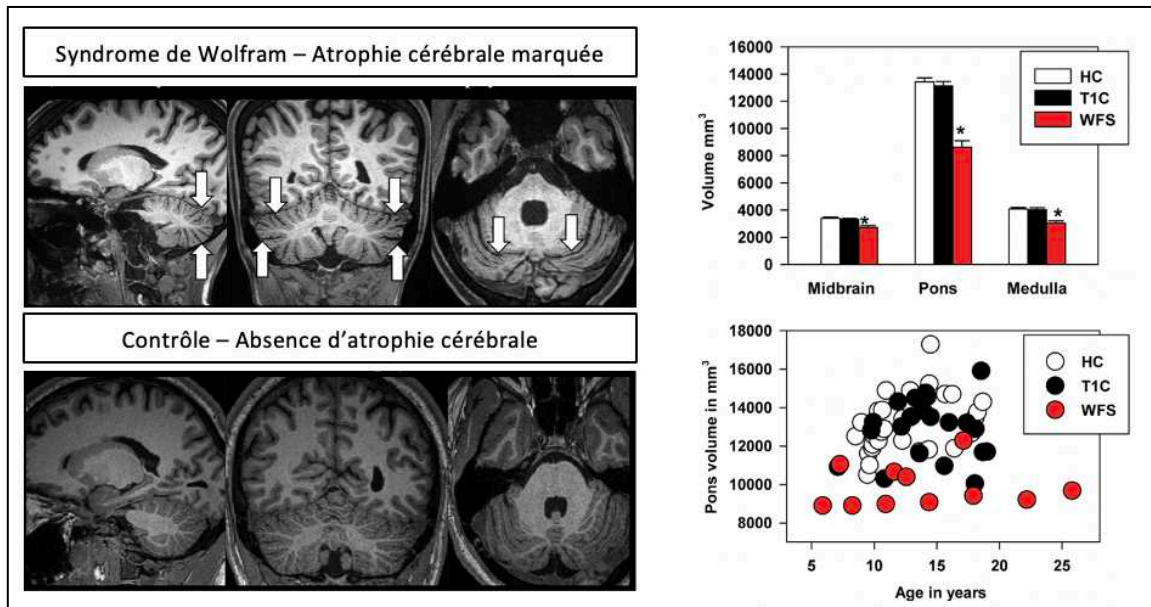 Syndrome de Wolfram – Atrophie cérébrale marquée
Contrôle – Absence d'atrophie cérébrale
16000
14000
12000
10000
8000
6000
4000
2000
0
Volume mm³
HC
T1C
WFS
*
*
*
Midbrain Pons Medulla
18000
16000
14000
12000
10000
8000
Pons volume in mm³
HC
T1C
WFS
5 10 15 20 25
Age in years